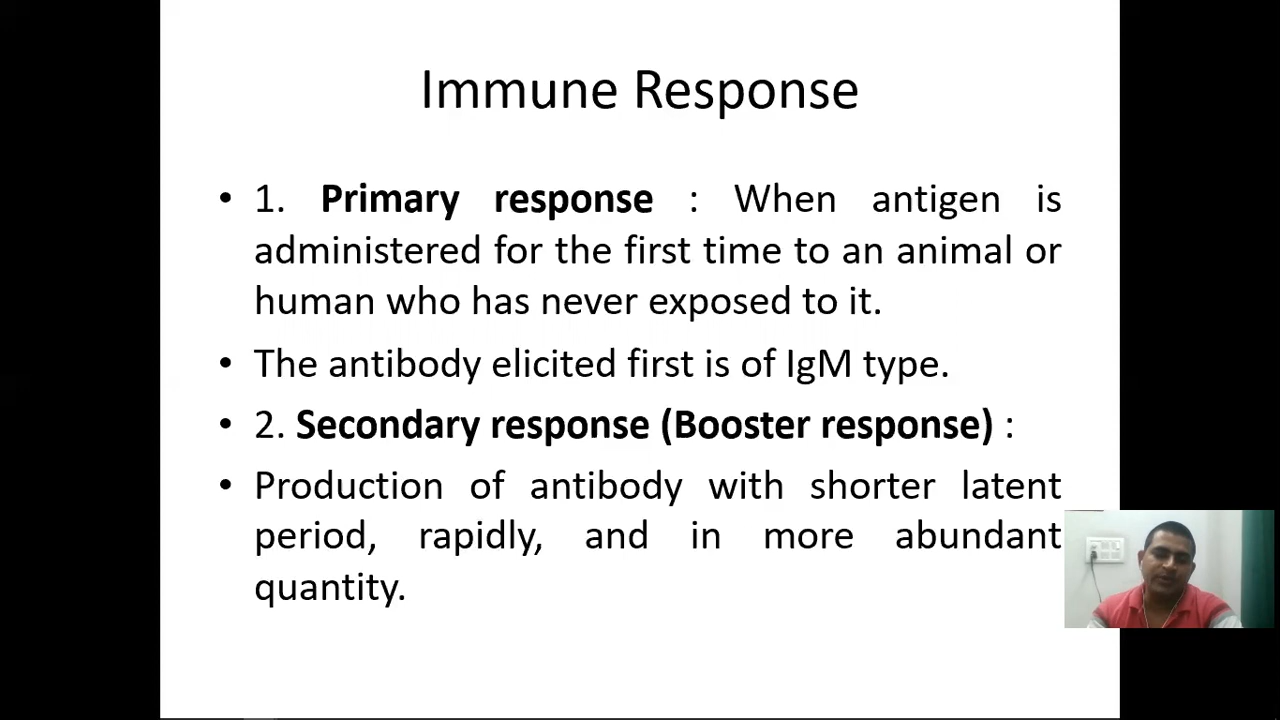 Immune Response
• 1. Primary response : When antigen is
administered for the first time to an animal or
human who has never exposed to it.
• The antibody elicited first is of IgM type.
• 2. Secondary response (Booster response) :
• Production of antibody with shorter latent
period, rapidly, and in more abundant
quantity.